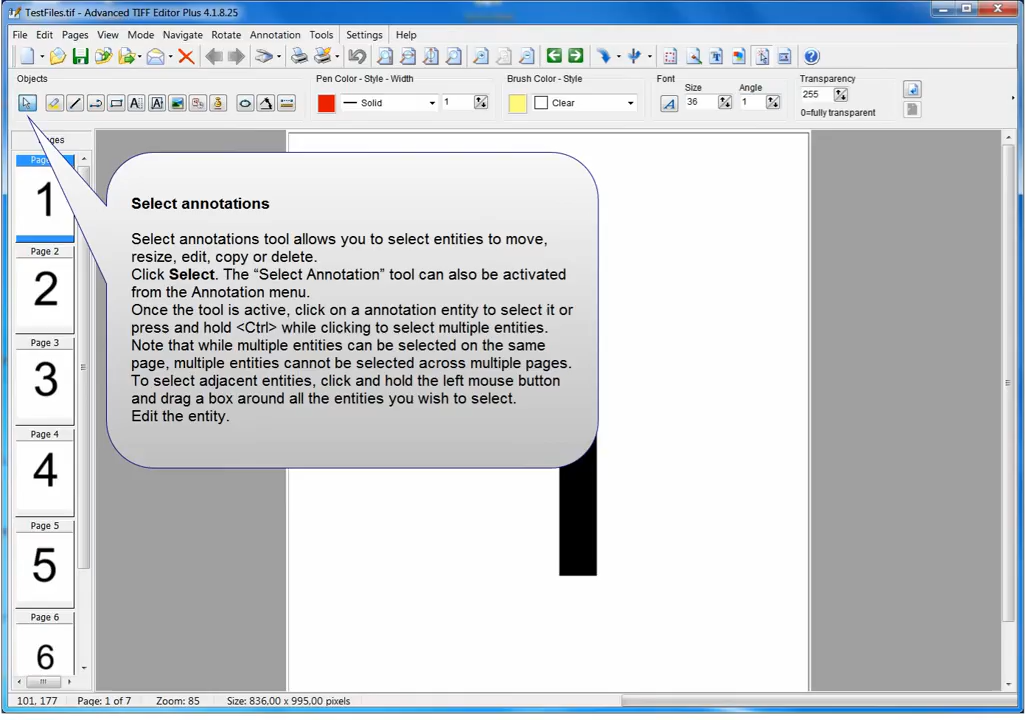 TestFiles.tif - Advanced TIFF Editor Plus 4.1.8.25
File Edit Pages View Mode Navigate Rotate Annotation Tools Settings Help
Objects
Pen Color - Style - Width
Solid
1
Brush Color - Style
Clear
Font
Size
36
Angle
1
Transparency
255
0=fully transparent
ges
Page
1
Page 2
2
Page 3
3
Page 4
4
Page 5
5
Page 6
6
Select annotations
Select annotations tool allows you to select entities to move,
resize, edit, copy or delete.
Click Select. The “Select Annotation” tool can also be activated
from the Annotation menu.
Once the tool is active, click on a annotation entity to select it or
press and hold <Ctrl> while clicking to select multiple entities.
Note that while multiple entities can be selected on the same
page, multiple entities cannot be selected across multiple pages.
To select adjacent entities, click and hold the left mouse button
and drag a box around all the entities you wish to select.
Edit the entity.
101, 177 Page: 1 of 7 Zoom: 85 Size: 836.00 x 995.00 pixels